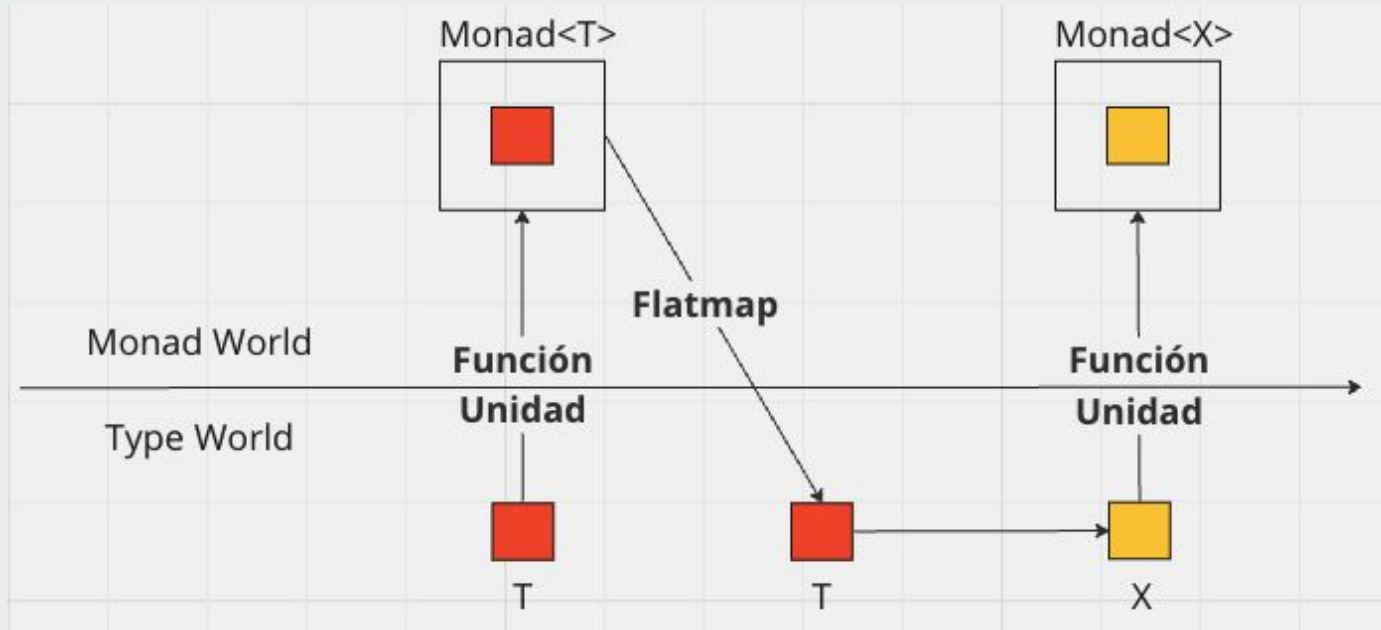 Monad<T>
Monad<X>
Flatmap
Monad World
Función
Unidad
Función
Unidad
Type World
T
T
X